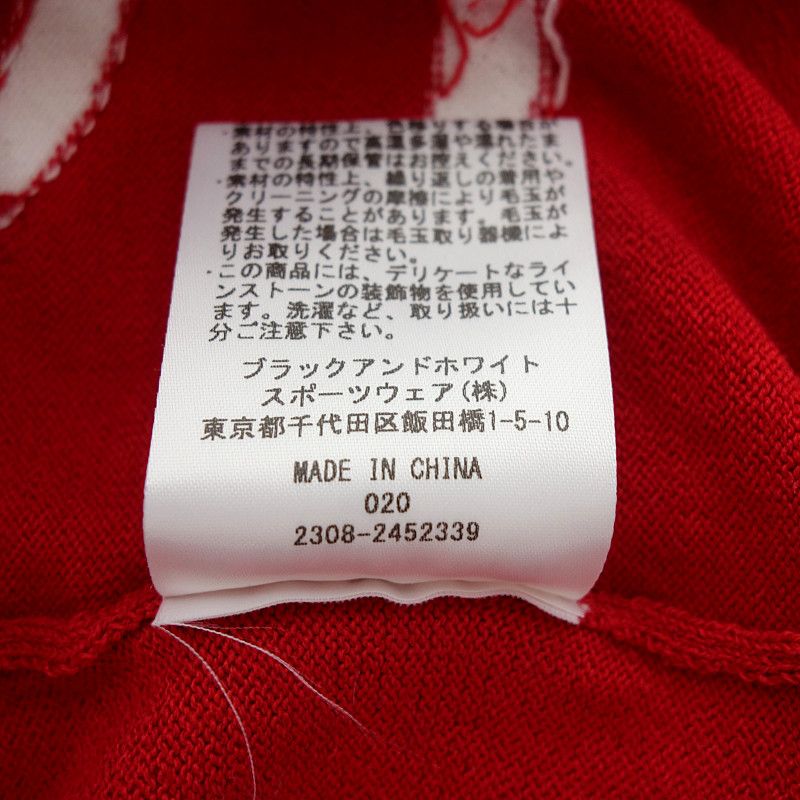 ・素材の特性上、色移りする場合が
ありますので高温多湿や濡れたま
までの長期保管はお控えください。
・素材の特性上、繰り返しの着用や
クリーニングの摩擦により毛玉が
発生することがあります。毛玉が
発生した場合は毛玉取り器機によ
りお取りください。
・この商品には、デリケートなライ
ンストーンの装飾物を使用してい
ます。洗濯など、取り扱いには十
分ご注意下さい。
ブラックアンドホワイト
スポーツウェア(株)
東京都千代田区飯田橋1-5-10
MADE IN CHINA
020
2308-2452339